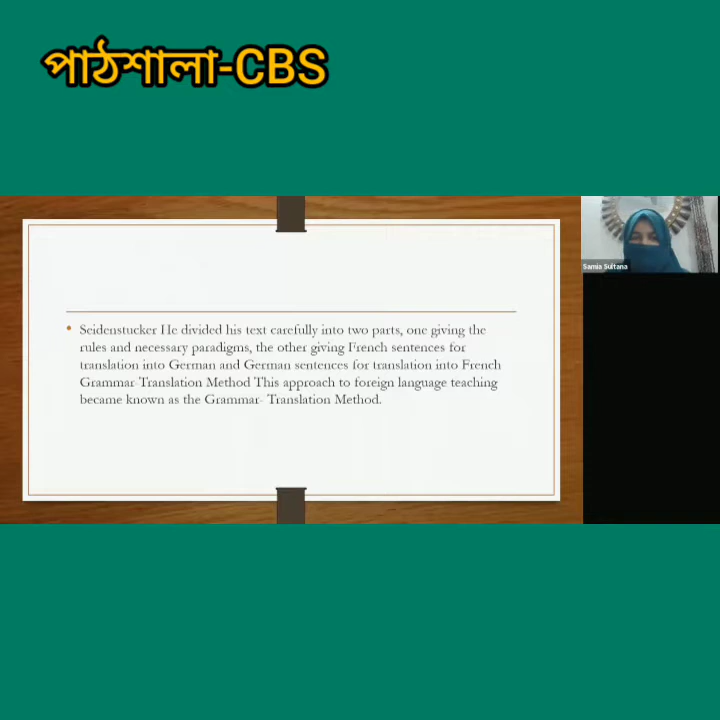 পাঠশালা-CBS
Samia Sultana
• Seidenstucker He divided his text carefully into two parts, one giving the
rules and necessary paradigms, the other giving French sentences for
translation into German and German sentences for translation into French
Grammar-Translation Method This approach to foreign language teaching
became known as the Grammar- Translation Method.